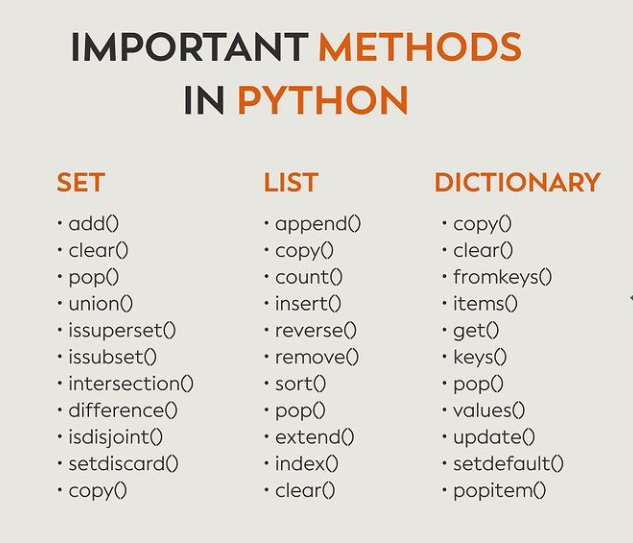 IMPORTANT METHODS
IN PYTHON
SET
• add()
• clear()
• pop()
• union()
• issuperset()
• issubset()
• intersection()
• difference()
• isdisjoint()
• setdiscard()
• copy()
LIST
• append()
• copy()
• count()
• insert()
• reverse()
• remove()
• sort()
• pop()
• extend()
• index()
• clear()
DICTIONARY
• copy()
• clear()
• fromkeys()
• items()
• get()
• keys()
• pop()
• values()
• update()
• setdefault()
• popitem()